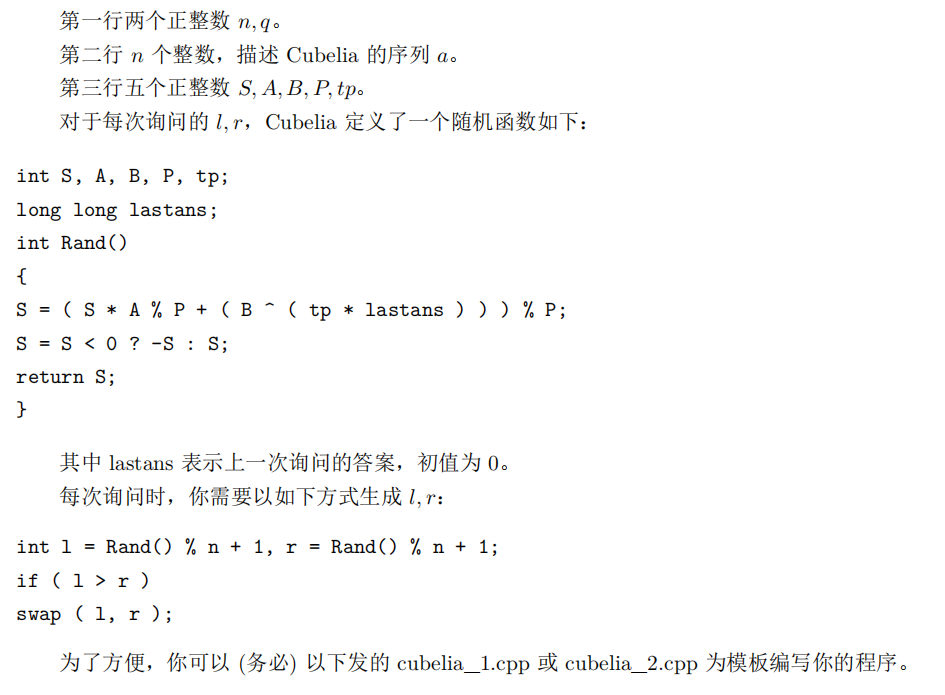 第一行两个正整数 n, q。
第二行 n 个整数，描述 Cubelia 的序列 a。
第三行五个正整数 S, A, B, P, tp。
对于每次询问的 l, r，Cubelia 定义了一个随机函数如下：
int S, A, B, P, tp;
long long lastans;
int Rand()
{
S = ( S * A % P + ( B ^ ( tp * lastans ) ) ) % P;
S = S < 0 ? -S : S;
return S;
}
其中 lastans 表示上一次询问的答案，初值为 0。
每次询问时，你需要以如下方式生成 l, r：
int l = Rand() % n + 1, r = Rand() % n + 1;
if ( l > r )
swap ( l, r );
为了方便，你可以 (务必) 以下发的 cubelia_1.cpp 或 cubelia_2.cpp 为模板编写你的程序。